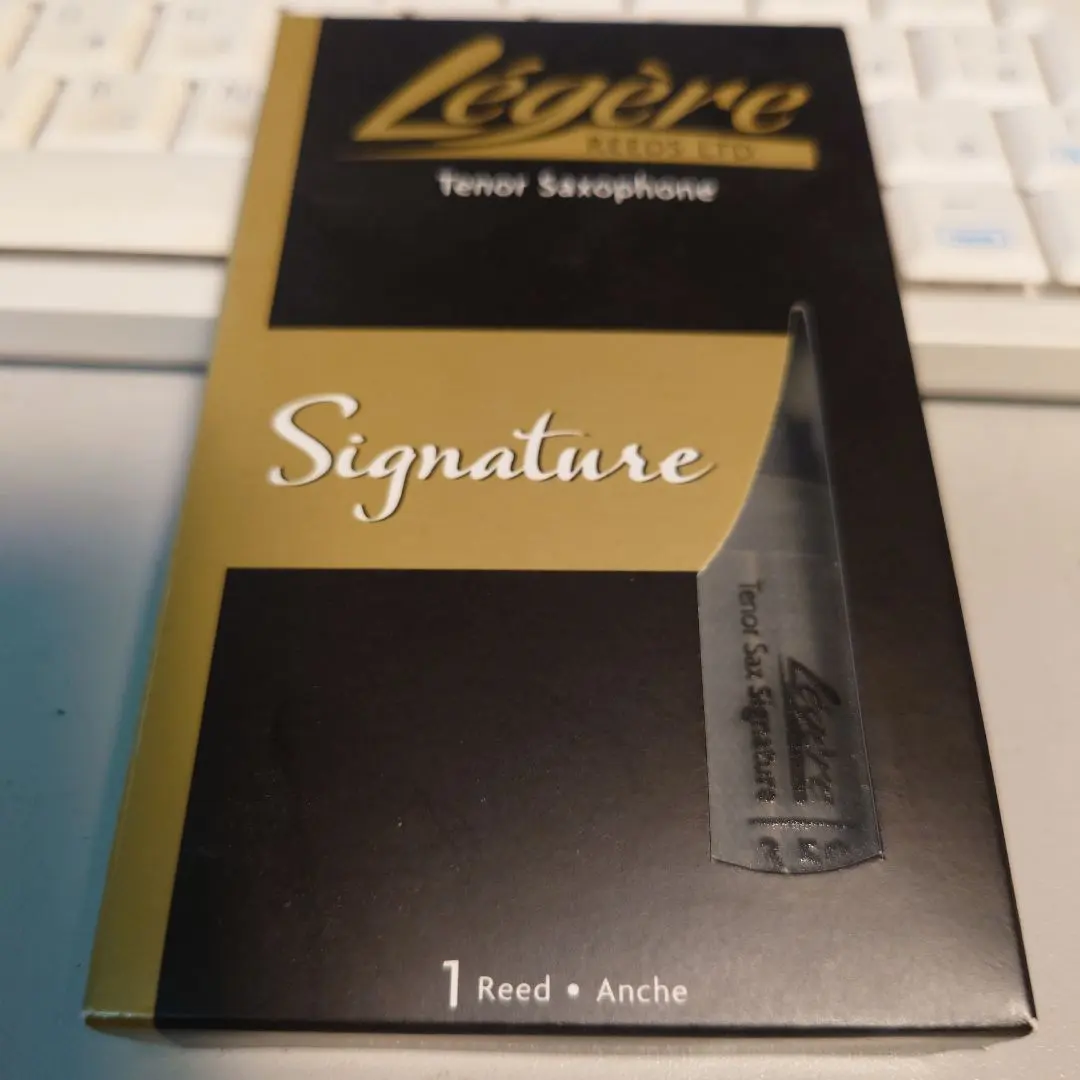 Légère
REEDS LTD
Tenor Saxophone
Signature
Tenor Sax Signature
Légère
1 Reed • Anche